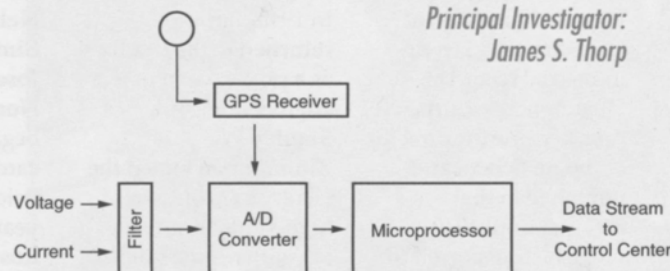 Principal Investigator:
James S. Thorp
GPS Receiver
Voltage
Current
Filter
A/D
Converter
Microprocessor
Data Stream
to
Control Center